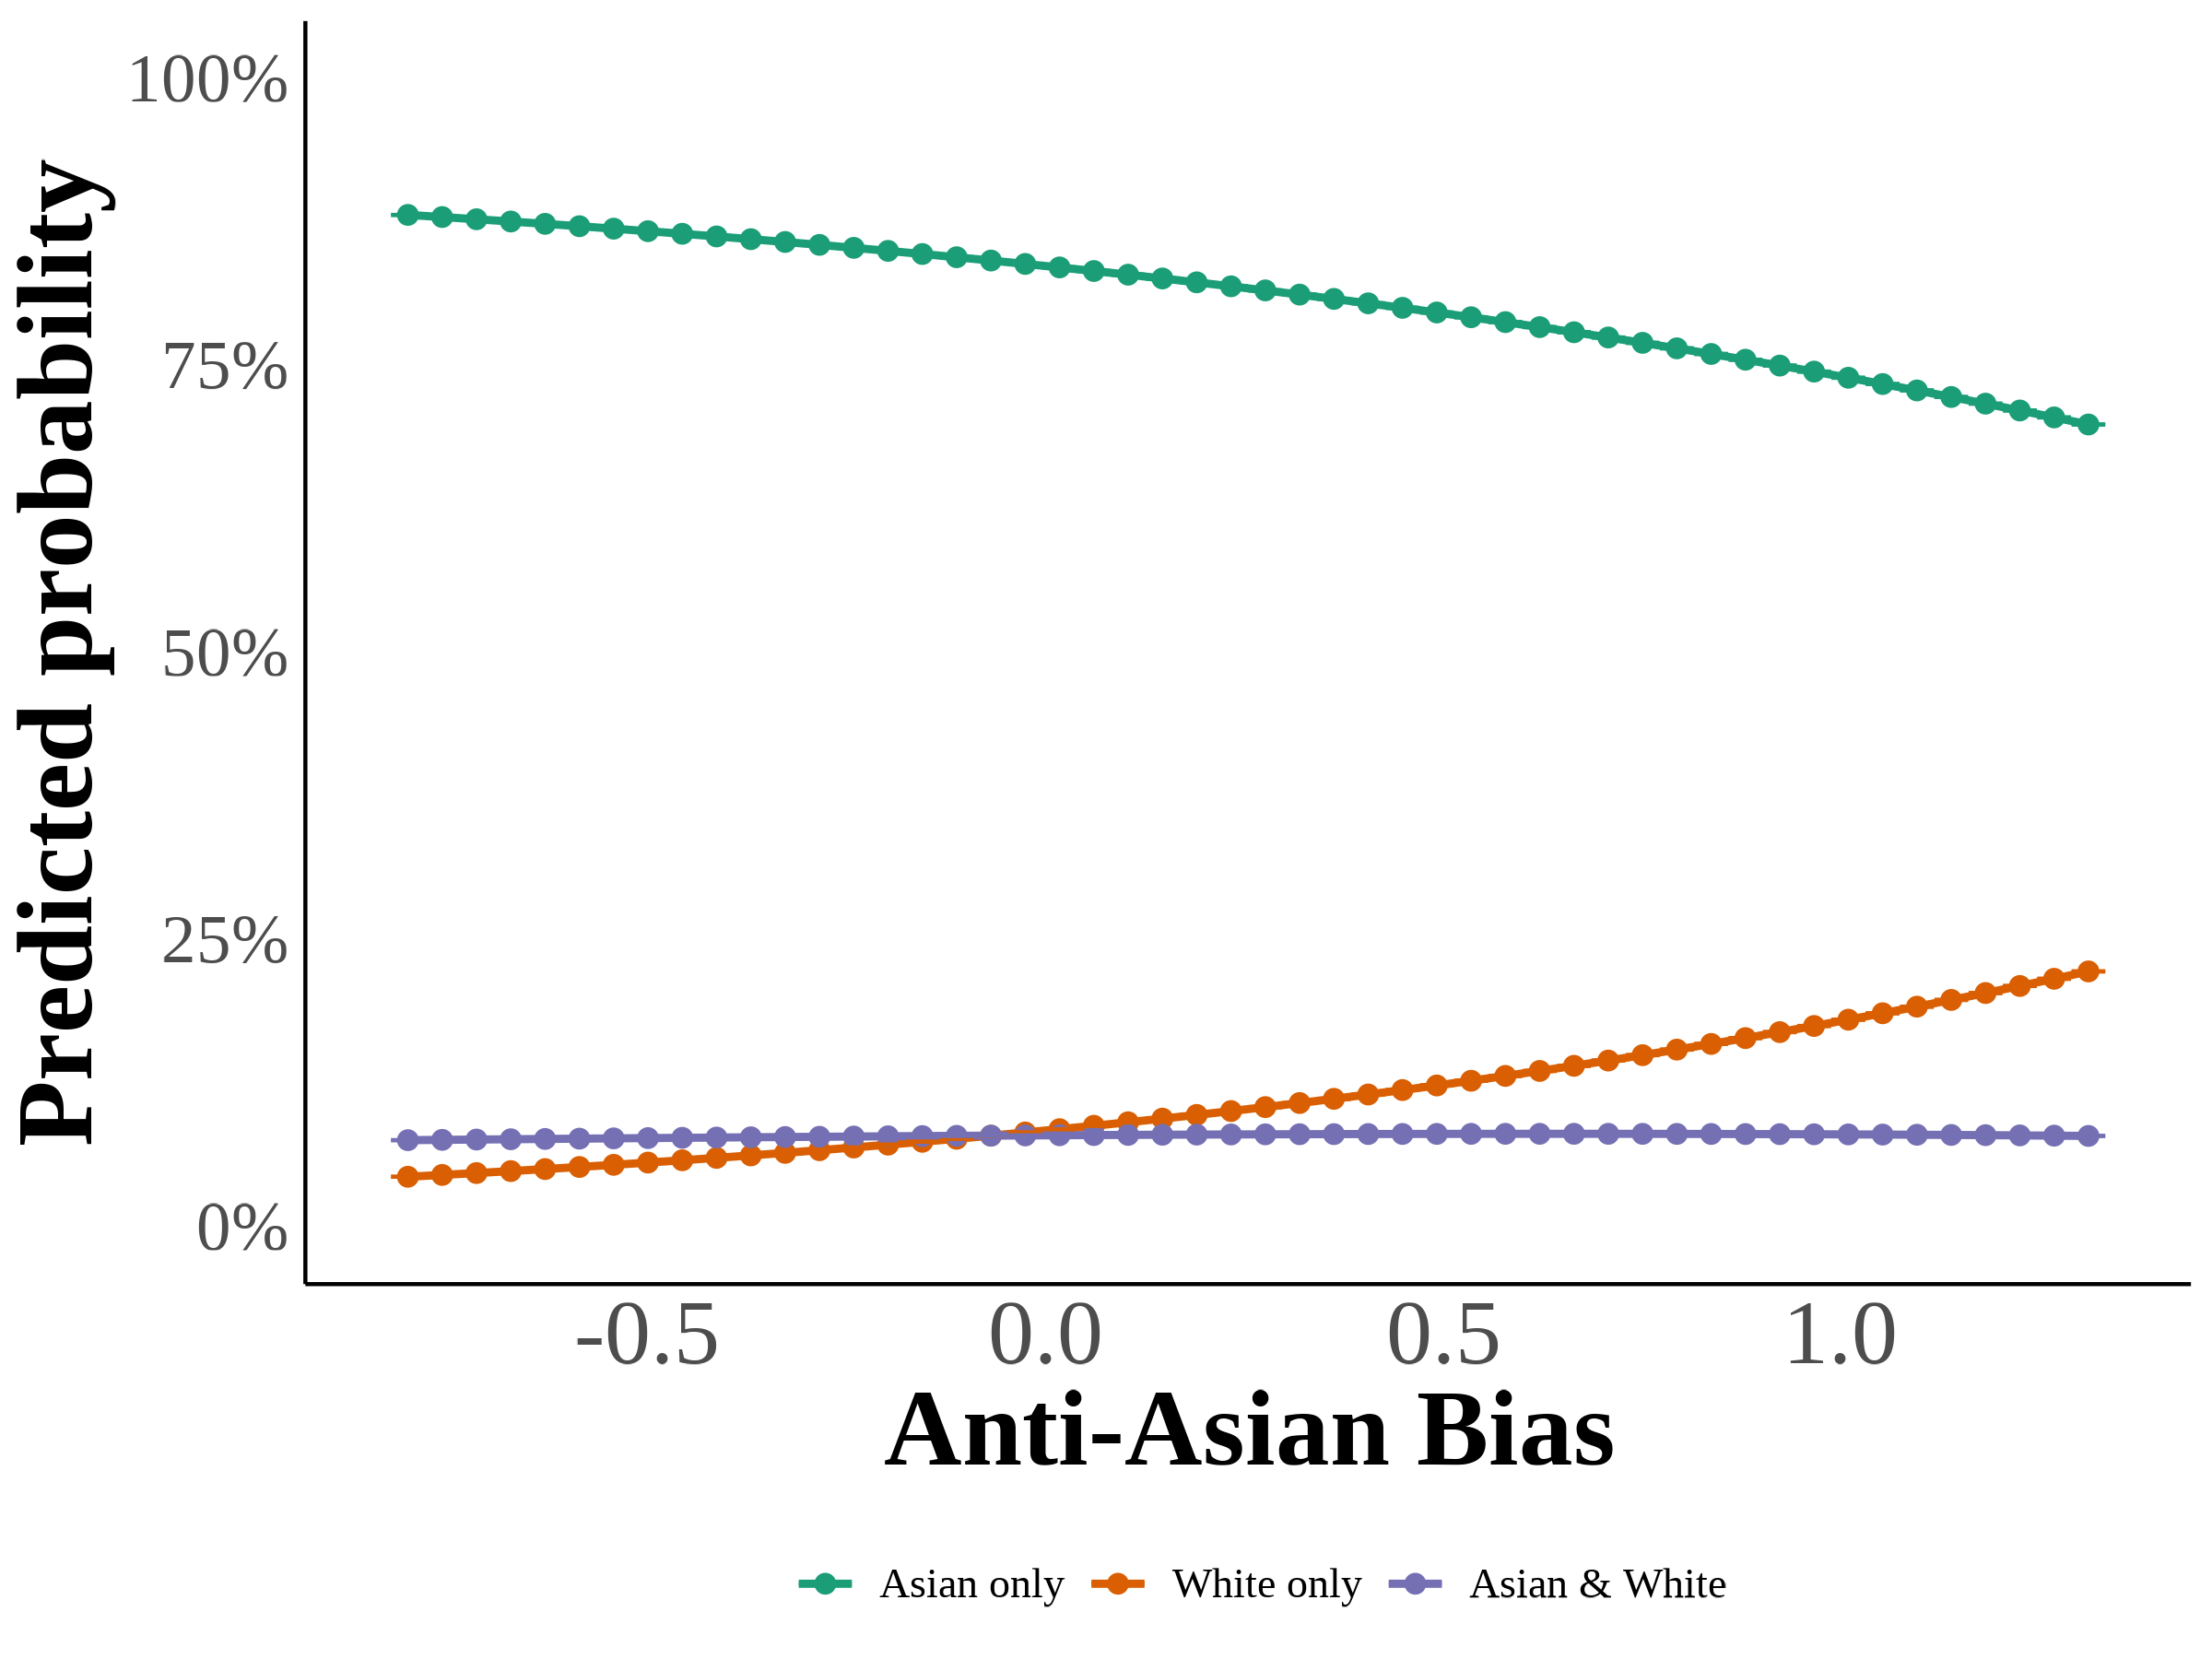 100%
75%
50%
25%
0%
Predicted probability
-0.5 0.0 0.5 1.0
Anti-Asian Bias
Asian only White only Asian & White